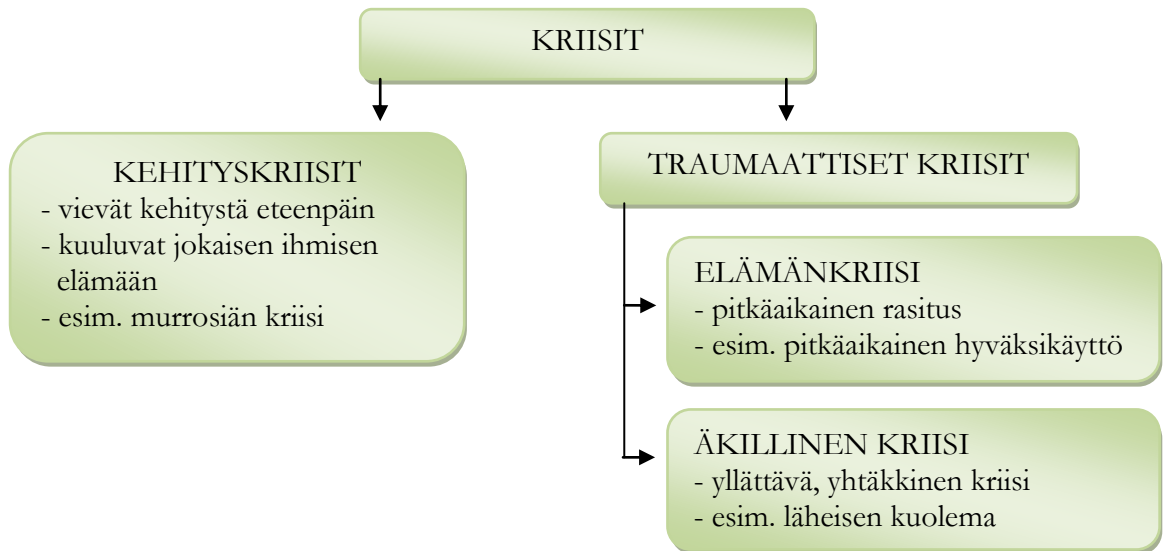 KRIISIT
KEHITYSKRIISIT
- vievät kehitystä eteenpäin
- kuuluvat jokaisen ihmisen
elämään
- esim. murrosiän kriisi
TRAUMAATTISET KRIISIT
ELÄMÄNKRIISI
- pitkäaikainen rasitus
- esim. pitkäaikainen hyväksikäyttö
ÄKILLINEN KRIISI
- yllättävä, yhtäkkinen kriisi
- esim. läheisen kuolema